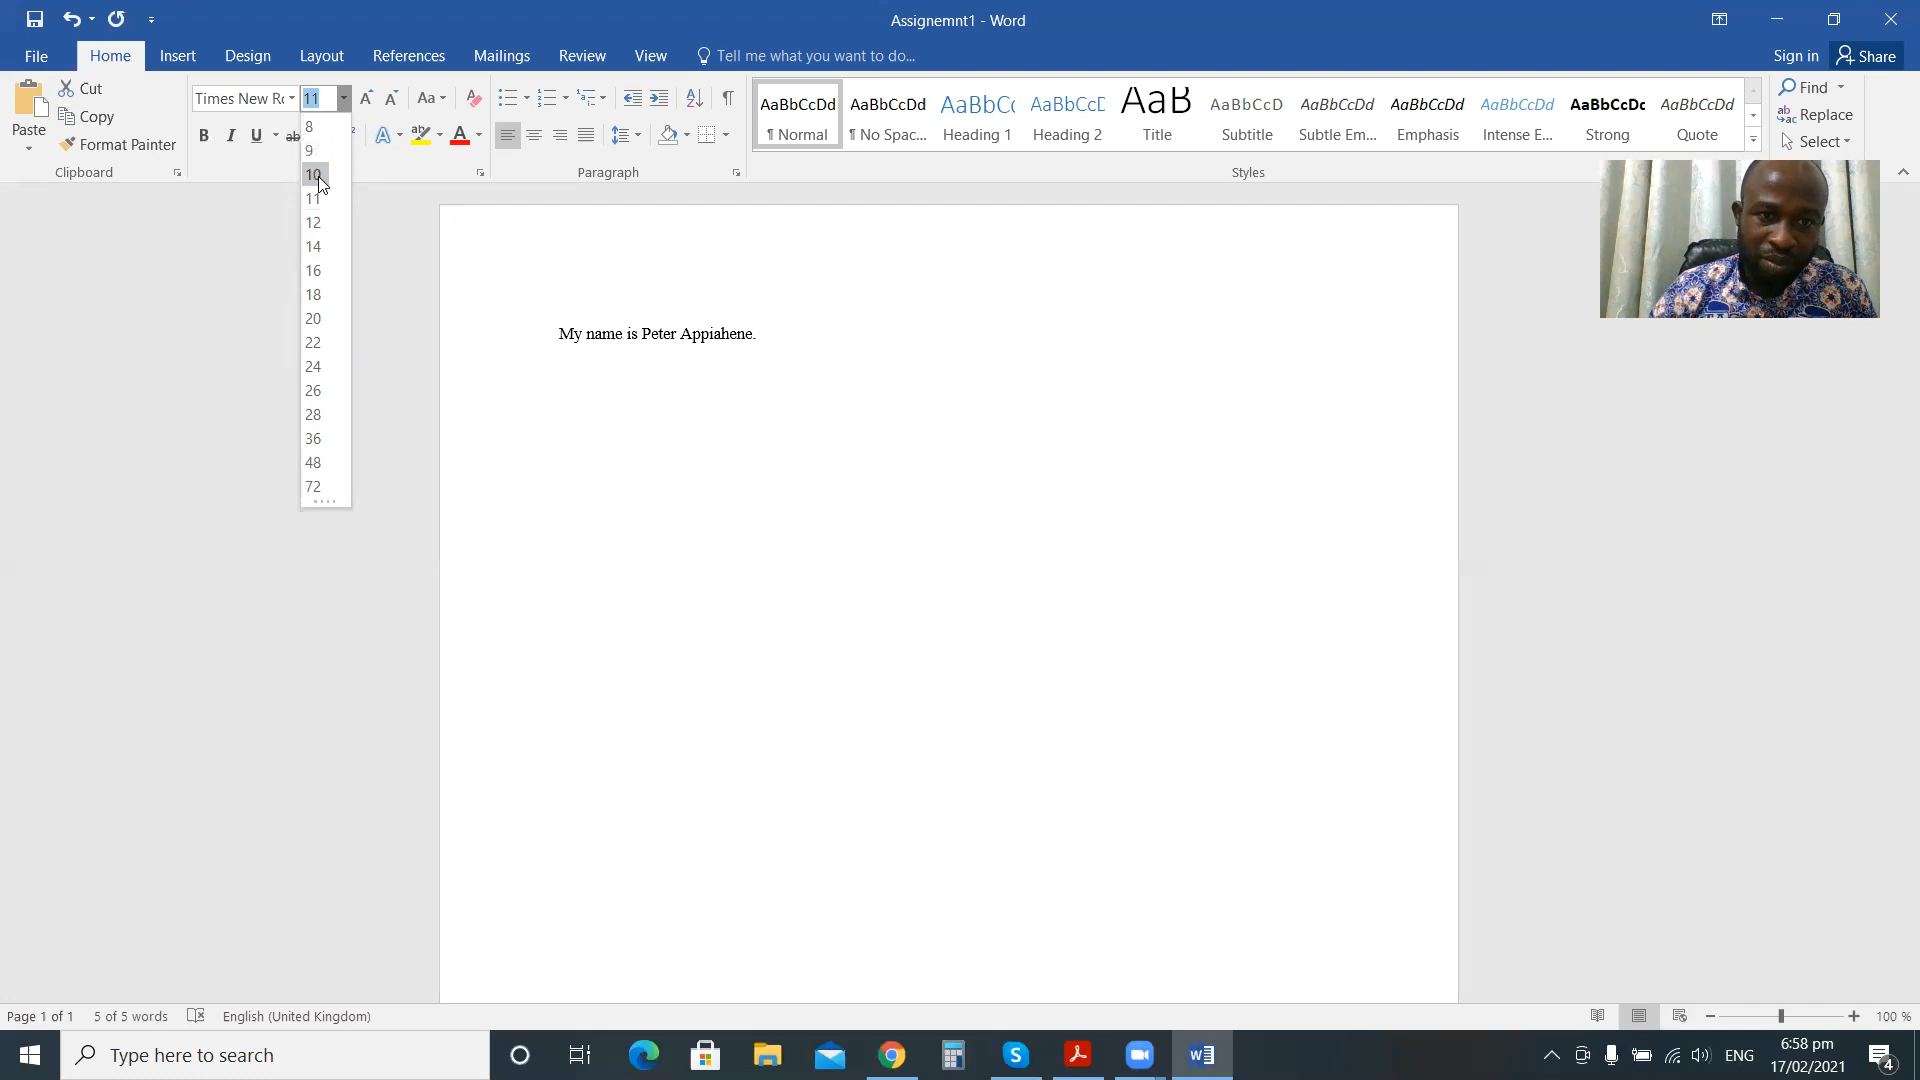 Assignemnt1 - Word
File
Home
Insert
Design
Layout
References
Mailings
Review
View
Tell me what you want to do...
Sign in
Share
Paste
Cut
Copy
Format Painter
Clipboard
Times New Ro
11
Aa
B I U abc
8
9
10
11
12
14
16
18
20
22
24
26
28
36
48
72
Paragraph
AaBbCcDd
¶ Normal
AaBbCcDd
¶ No Spac...
AaBbCc
Heading 1
AaBbCcD
Heading 2
AaB
Title
AaBbCcD
Subtitle
AaBbCcDd
Subtle Em...
AaBbCcDd
Emphasis
AaBbCcDd
Intense E...
AaBbCcDc
Strong
AaBbCcDd
Quote
Styles
Find
Replace
Select
My name is Peter Appiahene.
Page 1 of 1
5 of 5 words
English (United Kingdom)
100 %
Type here to search
ENG
6:58 pm
17/02/2021
4